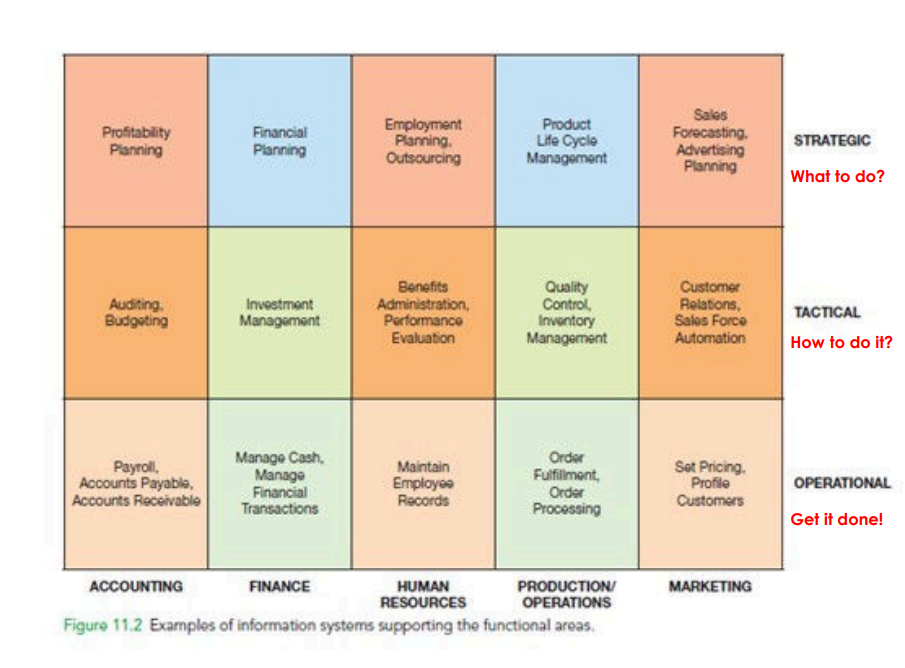 Profitability
Planning
Financial
Planning
Employment
Planning,
Outsourcing
Product
Life Cycle
Management
Sales
Forecasting,
Advertising
Planning
STRATEGIC
What to do?
Auditing,
Budgeting
Investment
Management
Benefits
Administration,
Performance
Evaluation
Quality
Control,
Inventory
Management
Customer
Relations,
Sales Force
Automation
TACTICAL
How to do it?
Payroll,
Accounts Payable,
Accounts Receivable
Manage Cash,
Manage
Financial
Transactions
Maintain
Employee
Records
Order
Fulfillment,
Order
Processing
Set Pricing,
Profile
Customers
OPERATIONAL
Get it done!
ACCOUNTING
FINANCE
HUMAN
RESOURCES
PRODUCTION/
OPERATIONS
MARKETING
Figure 11.2 Examples of information systems supporting the functional areas.